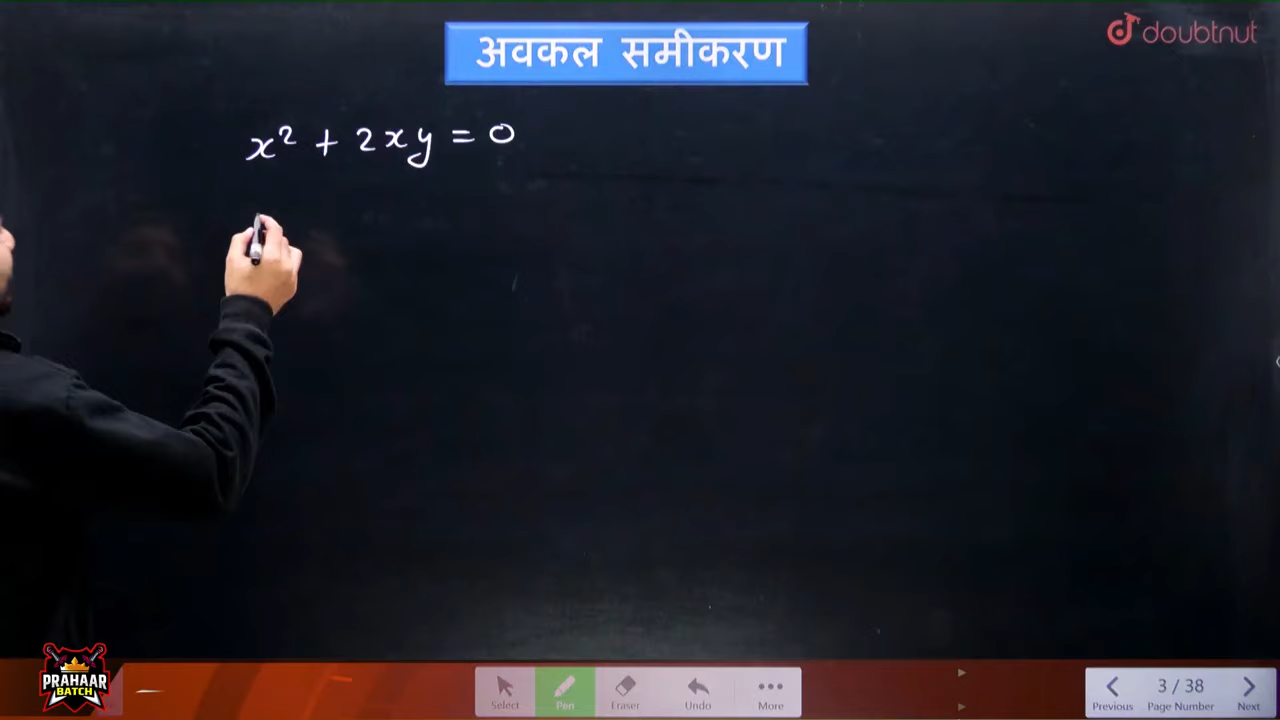 अवकल समीकरण
doubtnut
x² + 2xy = 0
PRAHAAR
BATCH
Select
Pen
Eraser
Undo
More
Previous
3 / 38
Page Number
Next